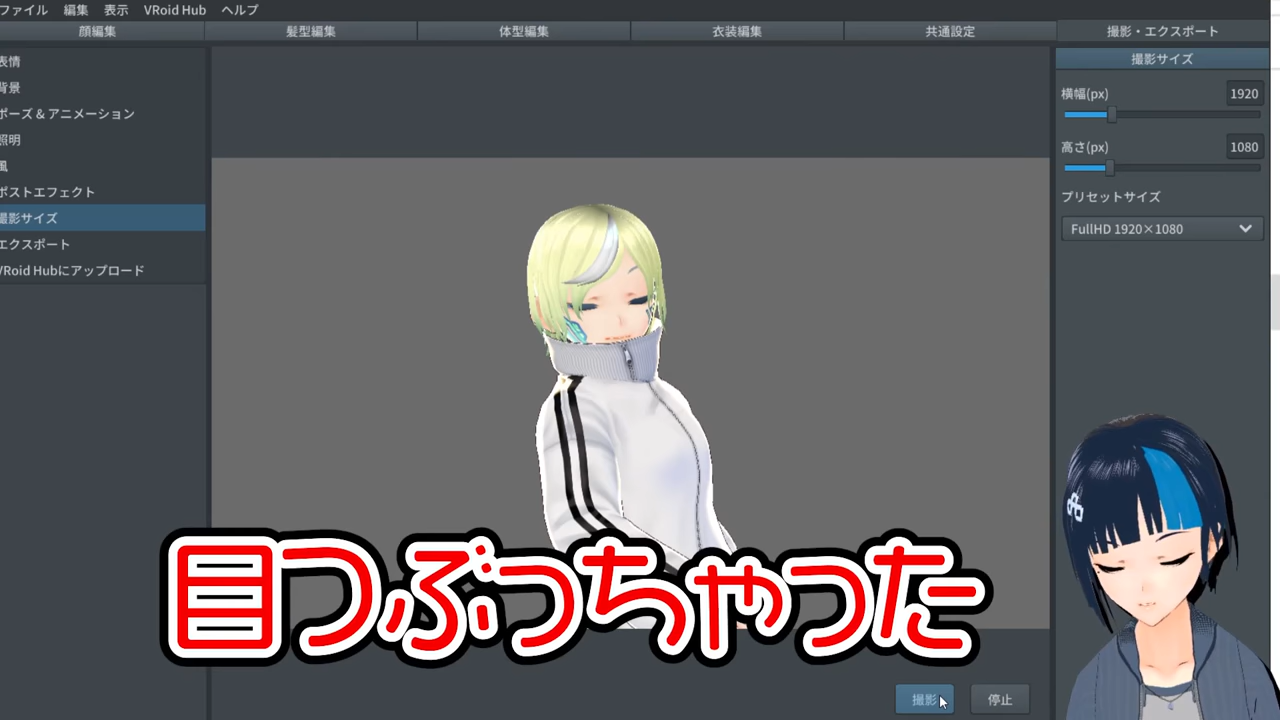 ファイル 編集 表示 VRoid Hub ヘルプ
顔編集 髪型編集 体型編集 衣装編集 共通設定 撮影・エクスポート
表情
背景
ポーズ & アニメーション
照明
風
ポストエフェクト
撮影サイズ
エクスポート
VRoid Hubにアップロード
撮影サイズ
横幅(px) 1920
高さ(px) 1080
プリセットサイズ
FullHD 1920×1080
目つぶっちゃった
撮影 停止